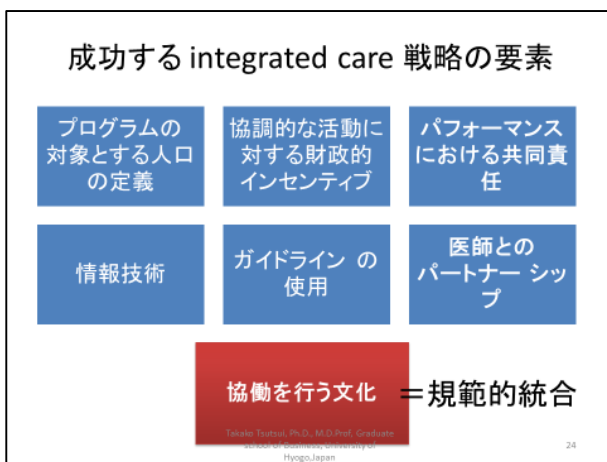 成功する integrated care 戦略の要素
プログラムの
対象とする人口
の定義
協調的な活動に
対する財政的
インセンティブ
パフォーマンス
における共同責
任
情報技術
ガイドライン の
使用
医師との
パートナー シッ
プ
協働を行う文化
＝規範的統合
Takako Tsutsui, Ph.D., M.D.Prof, Graduate
School of Business, University of
Hyogo,Japan
24